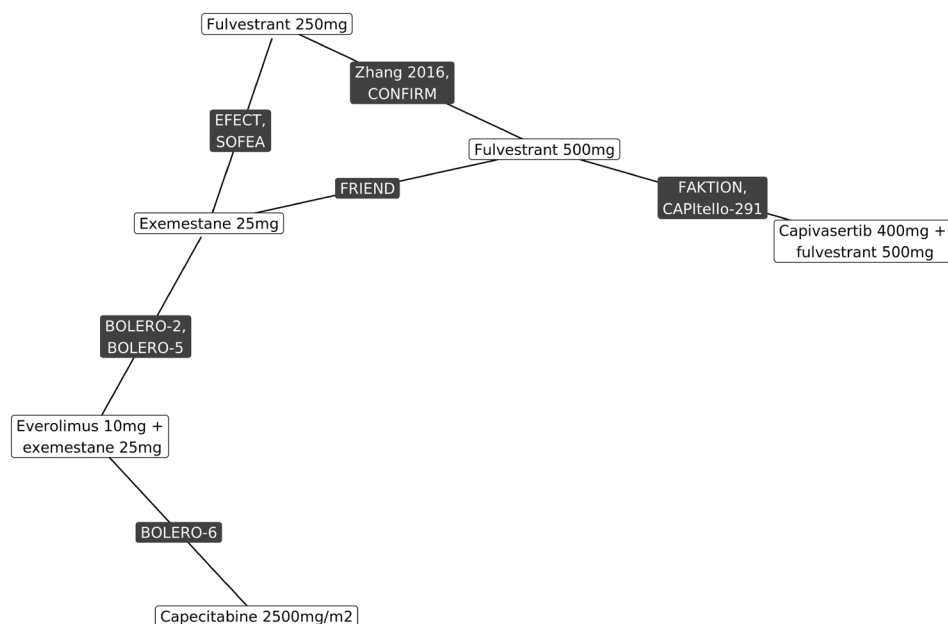 Fulvestrant 250mg
Zhang 2016,
CONFIRM
EFECT,
SOFEA
Fulvestrant 500mg
FRIEND
FAKTION,
CAPItello-291
Exemestane 25mg
Capivasertib 400mg +
fulvestrant 500mg
BOLERO-2,
BOLERO-5
Everolimus 10mg +
exemestane 25mg
BOLERO-6
Capecitabine 2500mg/m2